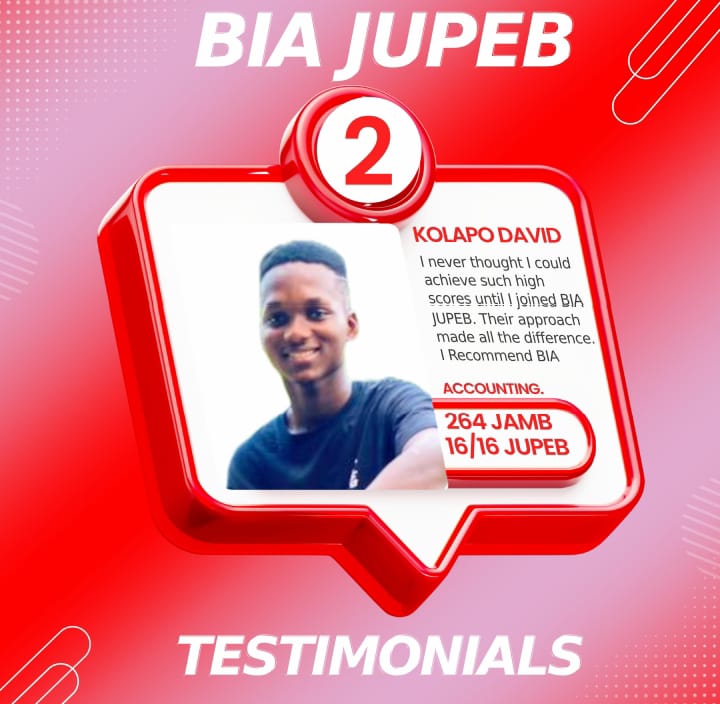 BIA JUPEB
2
KOLAPO DAVID
I never thought I could
achieve such high
scores until I joined BIA
JUPEB. Their approach
made all the difference.
I Recommend BIA
ACCOUNTING.
264 JAMB
16/16 JUPEB
TESTIMONIALS